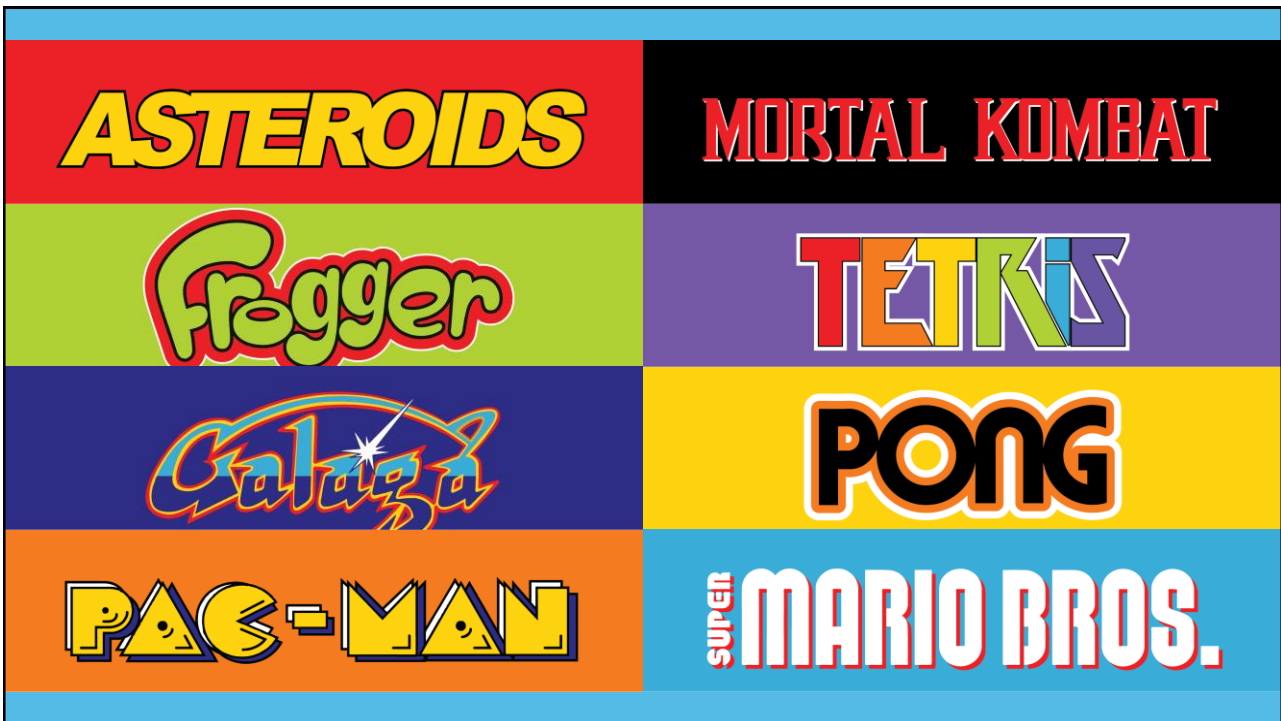 ASTEROIDS
MORTAL KOMBAT
Frogger
TETRiS
Galaga
PONG
PAC-MAN
SUPER MARIO BROS.